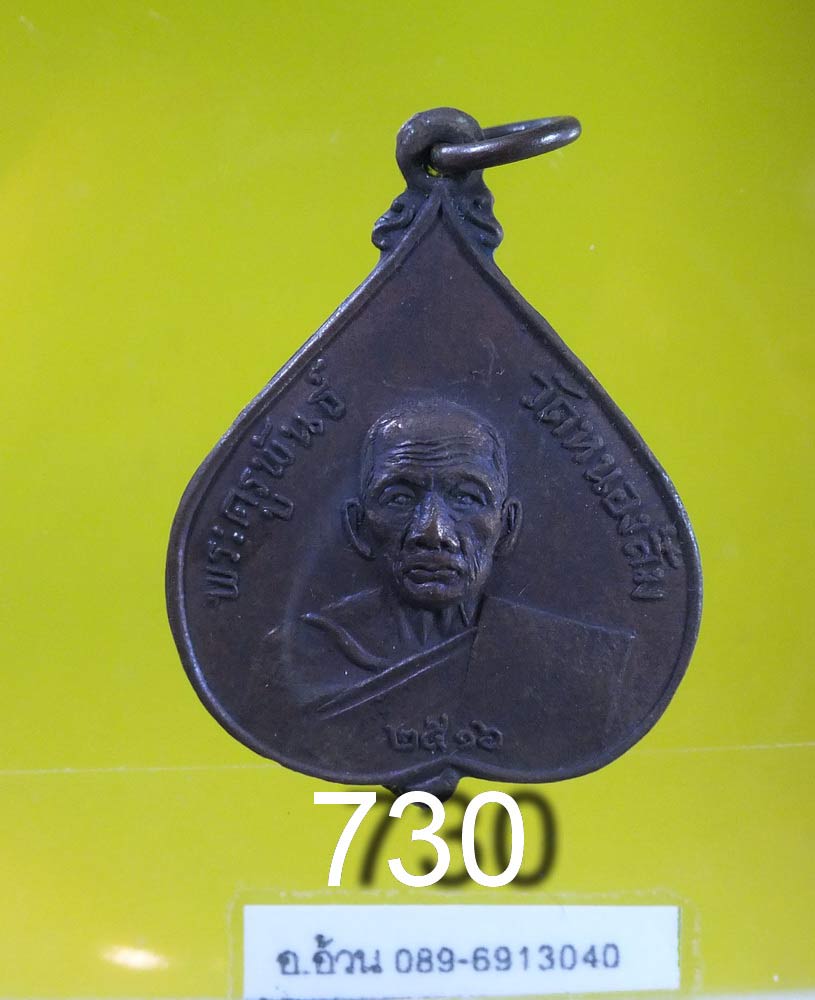 พระครูพันธ์
วัดหนองส้ม
๒๕๑๖
730
อ.อ้วน 089-6913040